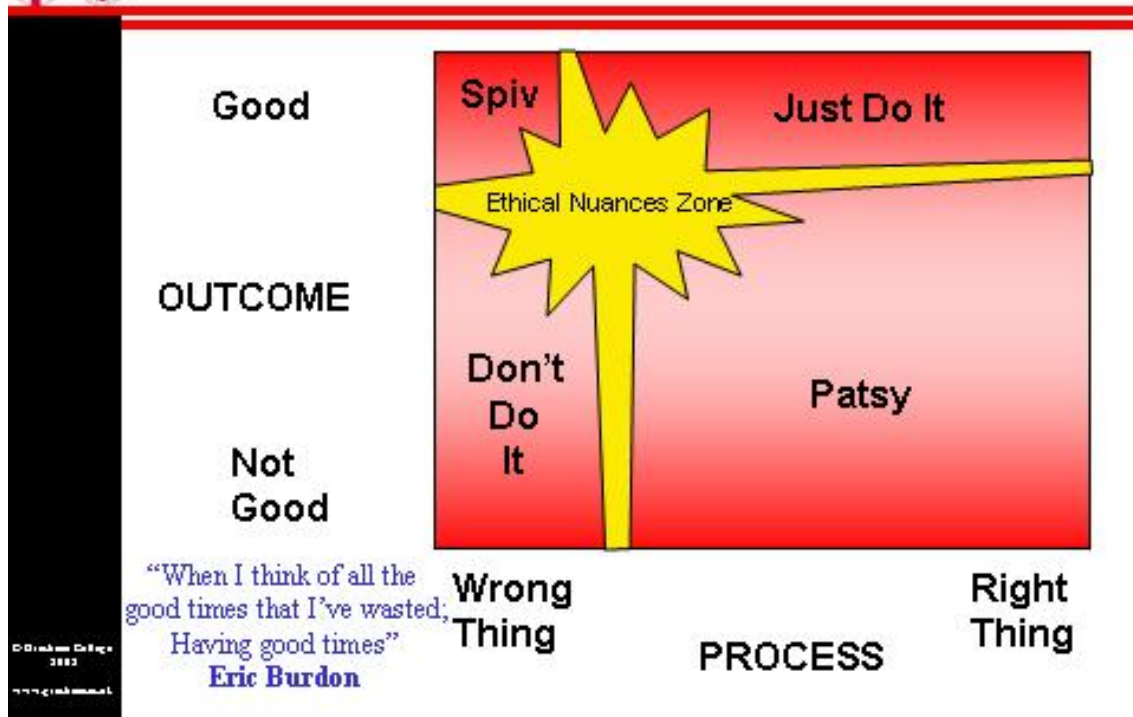 Good
Spiv
Just Do It
Ethical Nuances Zone
OUTCOME
Don't
Do
It
Patsy
Not
Good
"When I think of all the
good times that I've wasted;
Having good times"
Eric Burdon
Wrong
Thing
Right
Thing
PROCESS
College